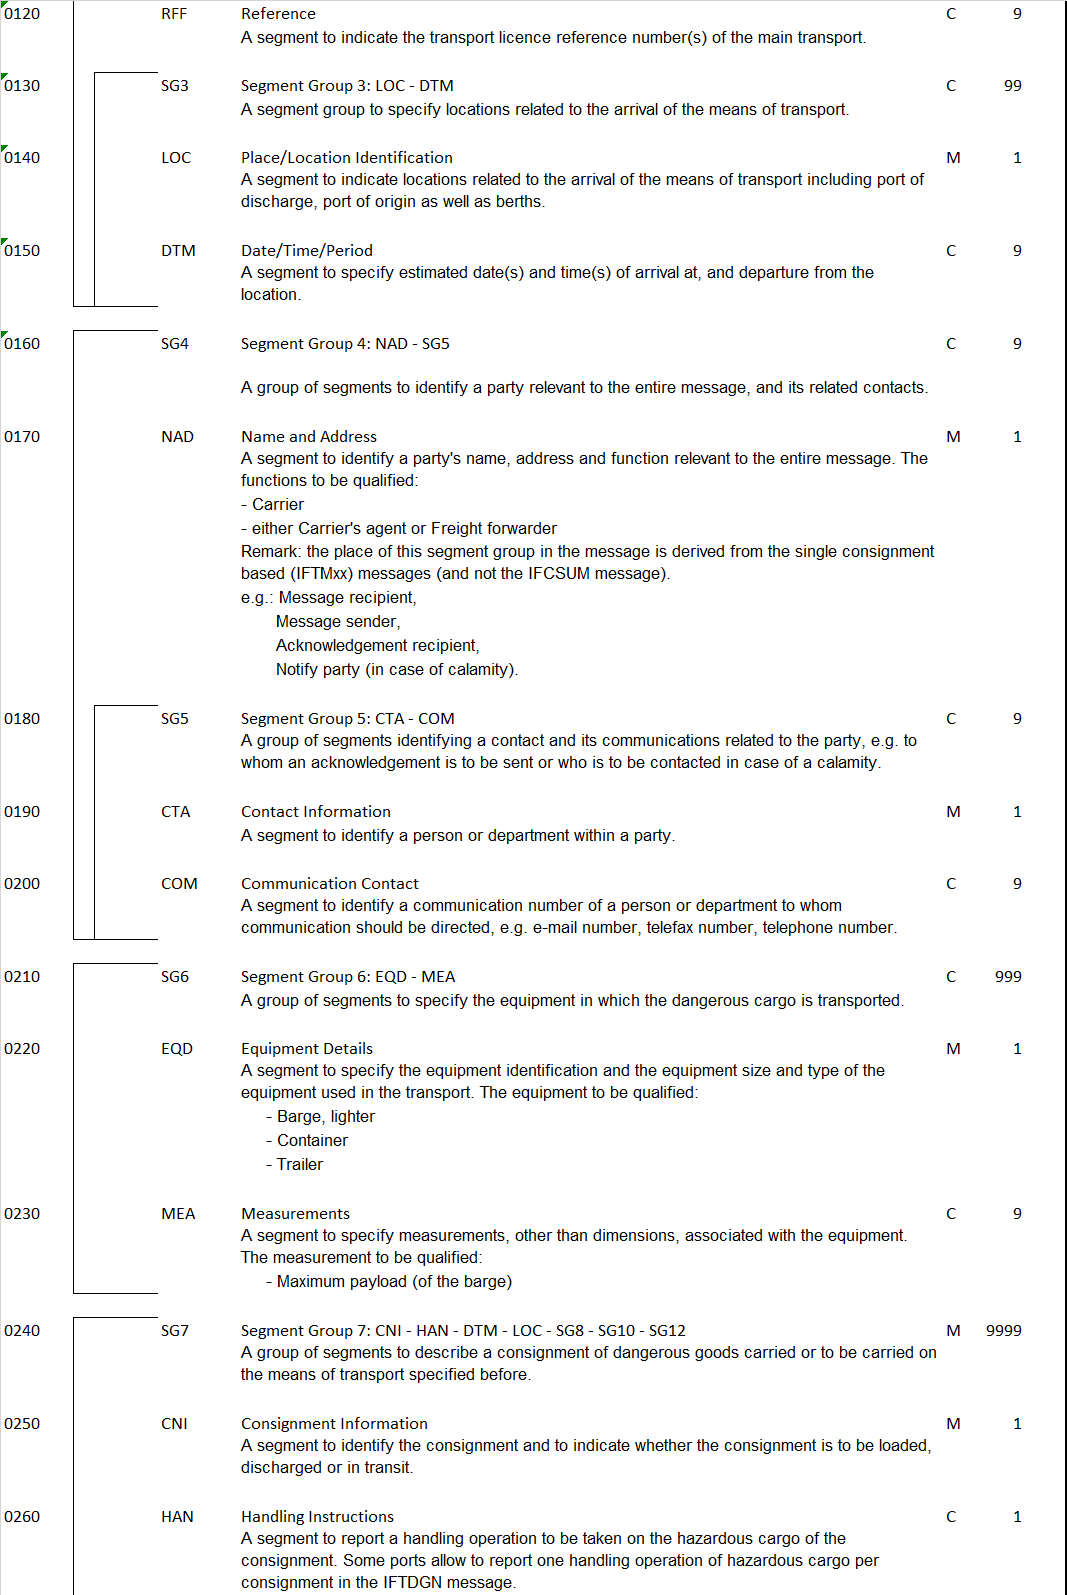 0120 RFF Reference C 9
A segment to indicate the transport licence reference number(s) of the main transport.
0130 SG3 Segment Group 3: LOC - DTM C 99
A segment group to specify locations related to the arrival of the means of transport.
0140 LOC Place/Location Identification M 1
A segment to indicate locations related to the arrival of the means of transport including port of
discharge, port of origin as well as berths.
0150 DTM Date/Time/Period C 9
A segment to specify estimated date(s) and time(s) of arrival at, and departure from the
location.
0160 SG4 Segment Group 4: NAD - SG5 C 9
A group of segments to identify a party relevant to the entire message, and its related contacts.
0170 NAD Name and Address M 1
A segment to identify a party's name, address and function relevant to the entire message. The
functions to be qualified:
- Carrier
- either Carrier's agent or Freight forwarder
Remark: the place of this segment group in the message is derived from the single consignment
based (IFTMxx) messages (and not the IFCSUM message).
e.g.: Message recipient,
Message sender,
Acknowledgement recipient,
Notify party (in case of calamity).
0180 SG5 Segment Group 5: CTA - COM C 9
A group of segments identifying a contact and its communications related to the party, e.g. to
whom an acknowledgement is to be sent or who is to be contacted in case of a calamity.
0190 CTA Contact Information M 1
A segment to identify a person or department within a party.
0200 COM Communication Contact C 9
A segment to identify a communication number of a person or department to whom
communication should be directed, e.g. e-mail number, telefax number, telephone number.
0210 SG6 Segment Group 6: EQD - MEA C 999
A group of segments to specify the equipment in which the dangerous cargo is transported.
0220 EQD Equipment Details M 1
A segment to specify the equipment identification and the equipment size and type of the
equipment used in the transport. The equipment to be qualified:
- Barge, lighter
- Container
- Trailer
0230 MEA Measurements C 9
A segment to specify measurements, other than dimensions, associated with the equipment.
The measurement to be qualified:
- Maximum payload (of the barge)
0240 SG7 Segment Group 7: CNI - HAN - DTM - LOC - SG8 - SG10 - SG12 M 9999
A group of segments to describe a consignment of dangerous goods carried or to be carried on
the means of transport specified before.
0250 CNI Consignment Information M 1
A segment to identify the consignment and to indicate whether the consignment is to be loaded,
discharged or in transit.
0260 HAN Handling Instructions C 1
A segment to report a handling operation to be taken on the hazardous cargo of the
consignment. Some ports allow to report one handling operation of hazardous cargo per
consignment in the IFTDGN message.